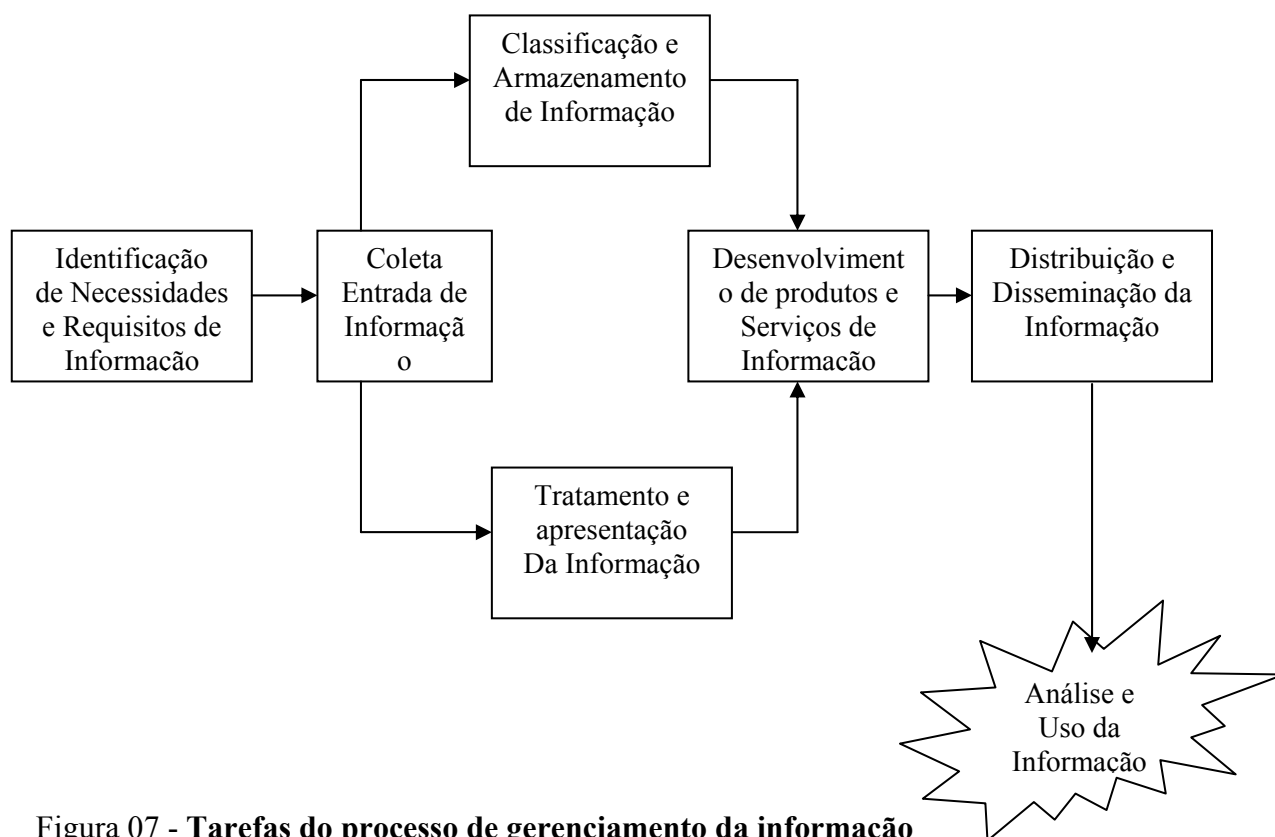 Classificação e
Armazenamento
de Informação
Identificação
de Necessidades
e Requisitos de
Informação
Coleta
Entrada de
Informaçã
o
Desenvolviment
o de produtos e
Serviços de
Informação
Distribuição e
Disseminação da
Informação
Tratamento e
apresentação
Da Informação
Análise e
Uso da
Informação
Figura 07 - Tarefas do processo de gerenciamento da informação